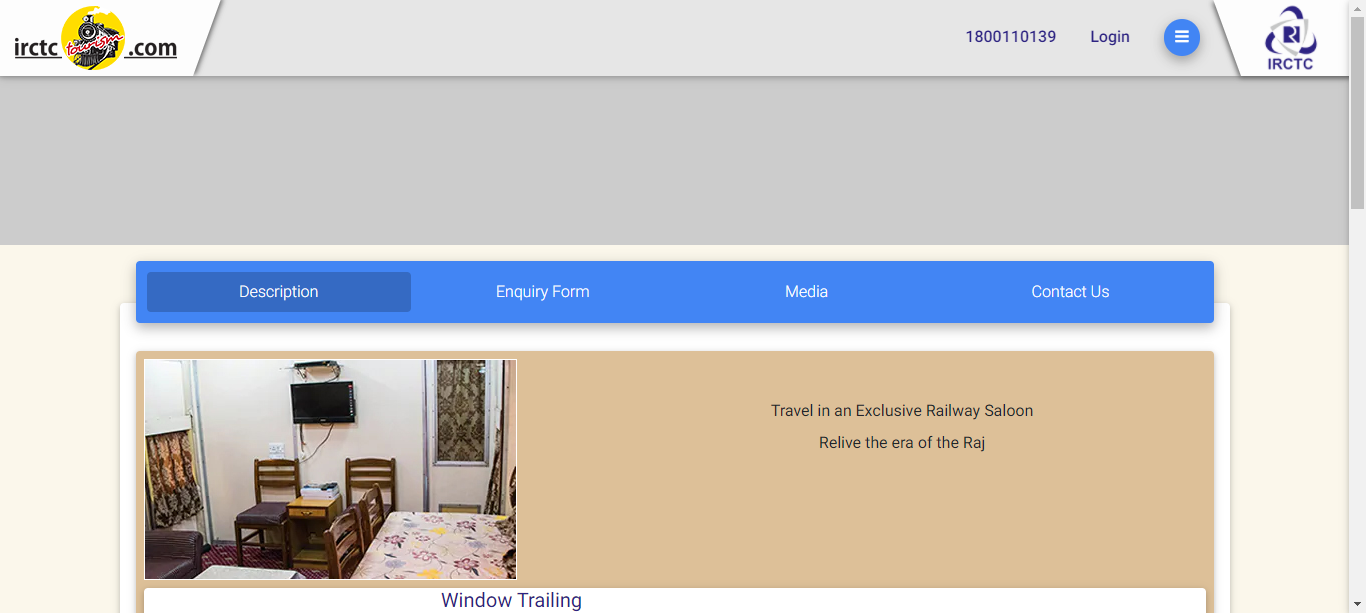 irctc tourism .com
1800110139
Login
IRCTC
Description
Enquiry Form
Media
Contact Us
Travel in an Exclusive Railway Saloon
Relive the era of the Raj
Window Trailing